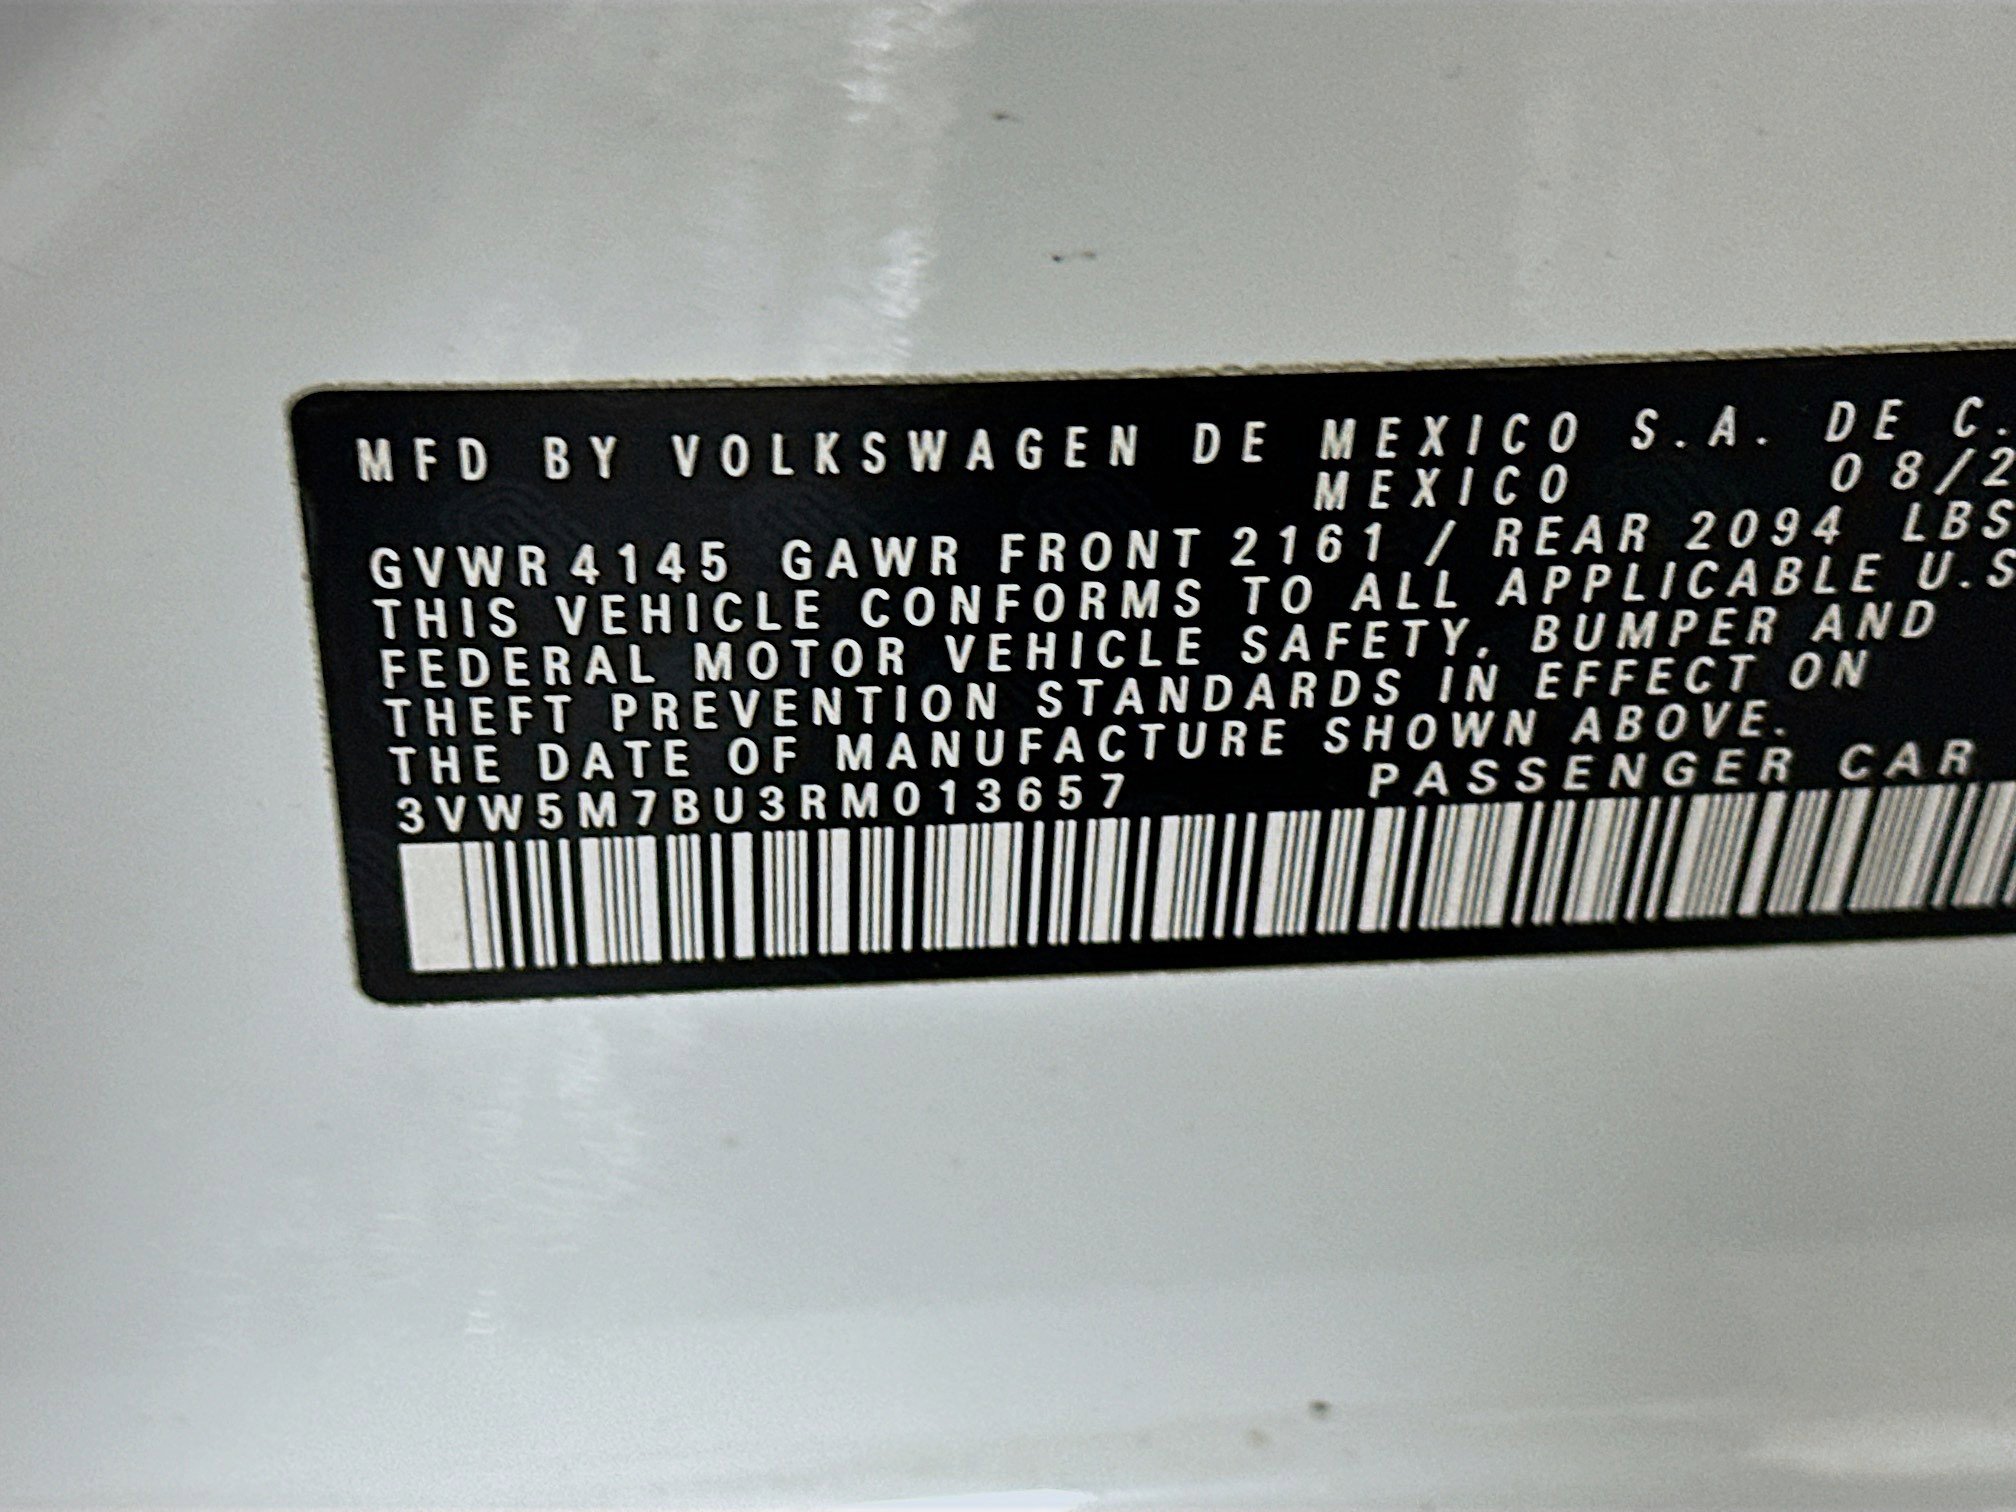 MFD BY VOLKSWAGEN DE MEXICO S.A. DE C.
MEXICO 08/2
GVWR 4145 GAWR FRONT 2161 / REAR 2094 LBS
THIS VEHICLE CONFORMS TO ALL APPLICABLE U.S
FEDERAL MOTOR VEHICLE SAFETY, BUMPER AND
THEFT PREVENTION STANDARDS IN EFFECT ON
THE DATE OF MANUFACTURE SHOWN ABOVE.
3VW5M7BU3RM013657 PASSENGER CAR